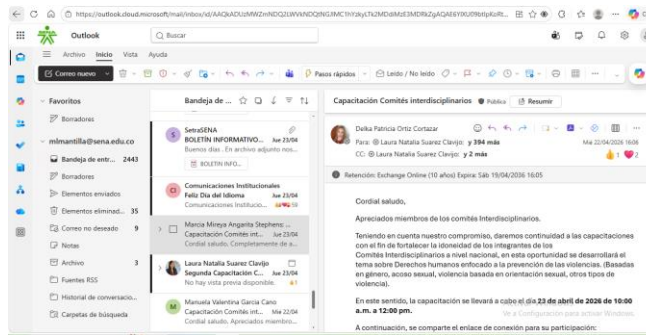 https://outlook.cloud.microsoft/mail/inbox/id/
Outlook
Buscar
Archivo Inicio Vista Ayuda
Correo nuevo
Pasos rápidos
Leído / No leído
Favoritos
Borradores
mlmantilla@sena.edu.co
Bandeja de entr... 2443
Borradores
Elementos enviados
Elementos eliminad... 35
Correo no deseado 9
Notas
Archivo 3
Fuentes RSS
Historial de conversacio...
Carpetas de búsqueda
Bandeja de ...
S
SetraSENA
BOLETÍN INFORMATIVO... Jue 23/04
Buenos dias . En archivo adjunto nos...
BOLETIN INFO...
CI
Comunicaciones Institucionales
Feliz Día del Idioma Jue 23/04
Comunicaciones Institucio...
Marcia Mireya Angarita Stephens; ...
Capacitación Comités int... Jue 23/04
Cordial saludo, Completamente de a...
Laura Natalia Suarez Clavijo
Segunda Capacitación C... Jue 23/04
No hay vista previa disponible.
M
Manuela Valentina Garcia Cano
Capacitación Comités int... Mié 22/04
Cordial saludo, Apreciados miembro...
Capacitación Comités interdisciplinarios Pública Resumir
Delka Patricia Ortiz Cortazar
Para: Laura Natalia Suarez Clavijo; y 394 más
CC: Laura Natalia Suarez Clavijo; y 2 más
Mié 22/04/2026 16:06
1 2
Retención: Exchange Online (10 años) Expira: Sáb 19/04/2036 16:05
Cordial saludo,
Apreciados miembros de los comités Interdisciplinarios.
Teniendo en cuenta nuestro compromiso, daremos continuidad a las capacitaciones
con el fin de fortalecer la idoneidad de los integrantes de los
Comités Interdisciplinarios a nivel nacional, en esta oportunidad se desarrollará el
tema sobre Derechos humanos enfocado a la prevención de las violencias. (Basadas
en género, acoso sexual, violencia basada en orientación sexual, otros tipos de
violencia).
En este sentido, la capacitación se llevará a cabo el día 23 de abril de 2026 de 10:00
a.m. a 12:00 pm.
Ve a Configuración para activar Windows.
A continuación, se comparte el enlace de conexión para su participación: